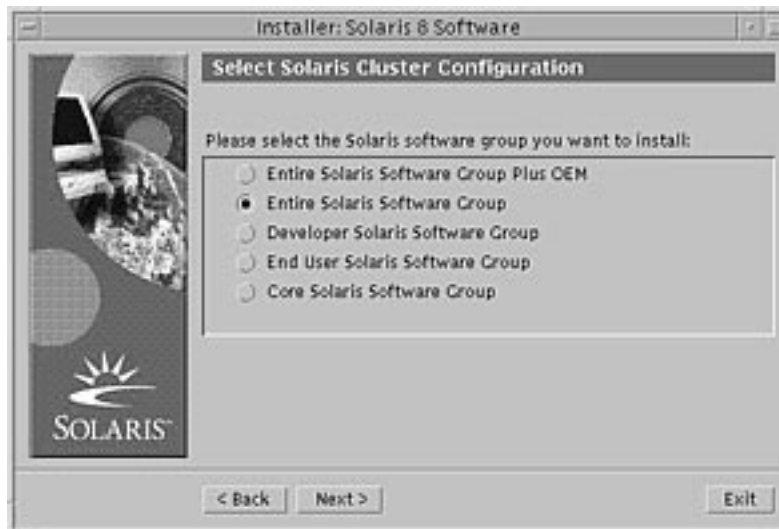 Installer: Solaris 8 Software
Select Solaris Cluster Configuration
Please select the Solaris software group you want to install:
Entire Solaris Software Group Plus OEM
Entire Solaris Software Group
Developer Solaris Software Group
End User Solaris Software Group
Core Solaris Software Group
SOLARIS™
< Back
Next >
Exit